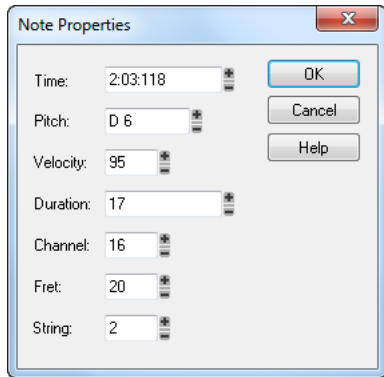 Note Properties
Time: 2:03:118
OK
Pitch: D 6
Cancel
Velocity: 95
Help
Duration: 17
Channel: 16
Fret: 20
String: 2